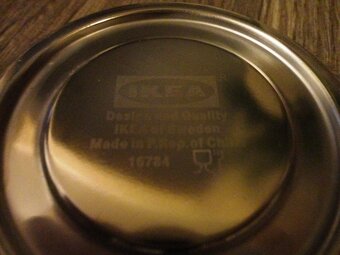 IKEA
Design and Quality
IKEA of Sweden
Made in P.Rep.of China
16784